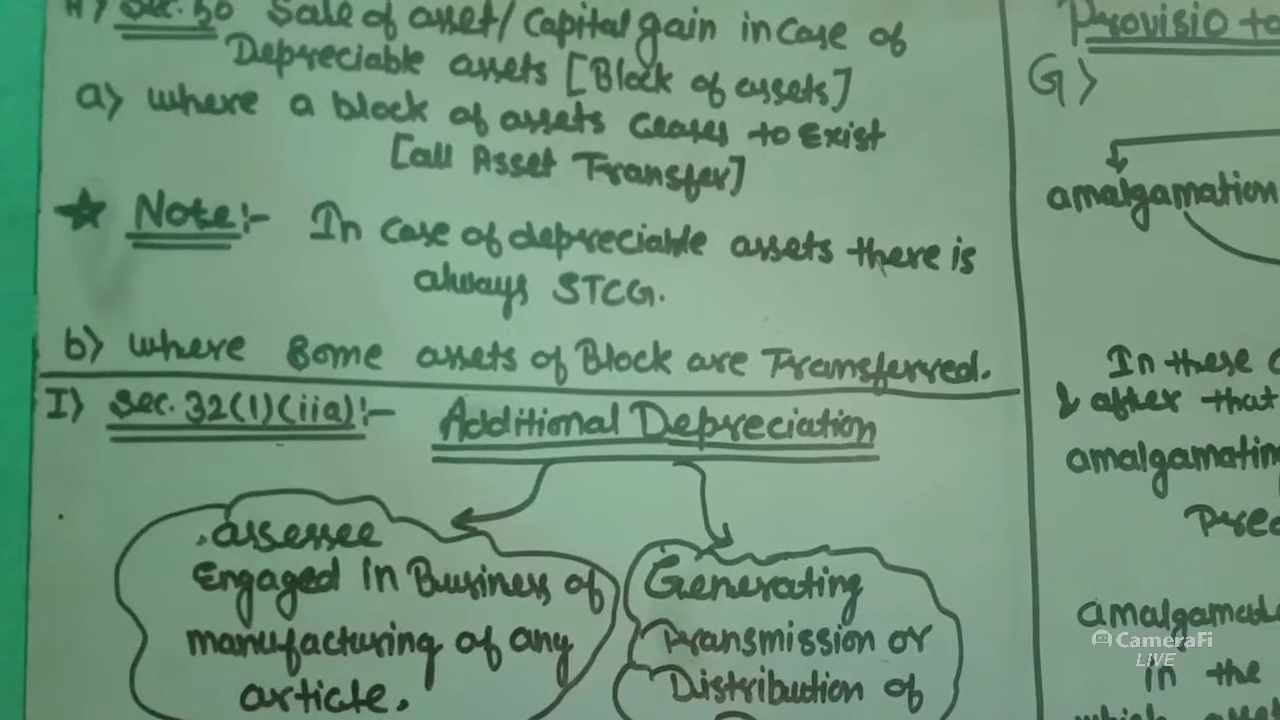 H) Sec. 50 Sale of asset/Capital gain in case of
Depreciable assets [Block of assets]
a) where a block of assets ceases to Exist
[all Asset Transfer]
★ Note:- In case of depreciable assets there is
always STCG.
b) where some assets of Block are Transferred.
I) Sec. 32(1)(iia):- Additional Depreciation
assessee
Engaged in Business of
manufacturing of any
article.
Generating
Transmission or
Distribution of
Provisio to
G)
amalgamation
In these
& after that
amalgamatin
in the
CameraFi
LIVE